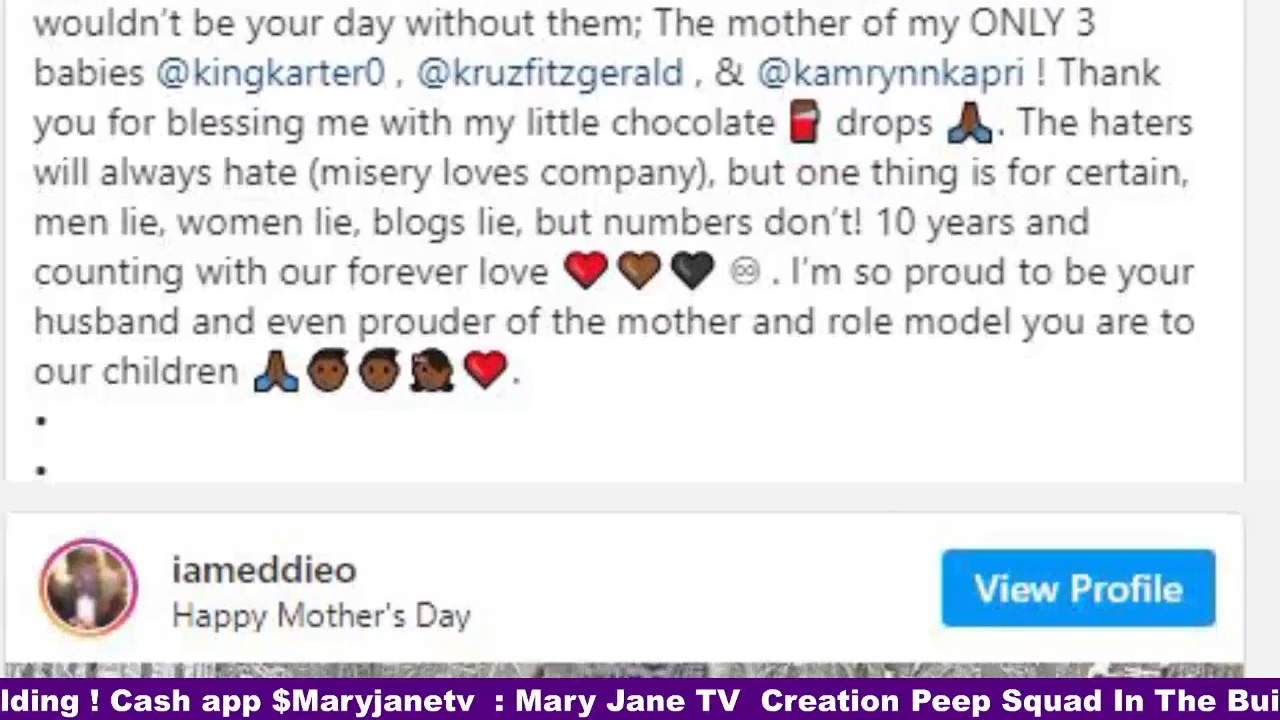 wouldn't be your day without them; The mother of my ONLY 3
babies @kingkarter0 , @kruzfitzgerald , & @kamrynnkapri ! Thank
you for blessing me with my little chocolate 🍫 drops 🙏🏾. The haters
will always hate (misery loves company), but one thing is for certain,
men lie, women lie, blogs lie, but numbers don't! 10 years and
counting with our forever love ❤️🤎🖤 ♾ . I'm so proud to be your
husband and even prouder of the mother and role model you are to
our children 🙏🏾👦🏾👦🏾👧🏾❤️.
•
•
iameddieo
Happy Mother's Day
View Profile
lding ! Cash app $Maryjanetv : Mary Jane TV Creation Peep Squad In The Bui